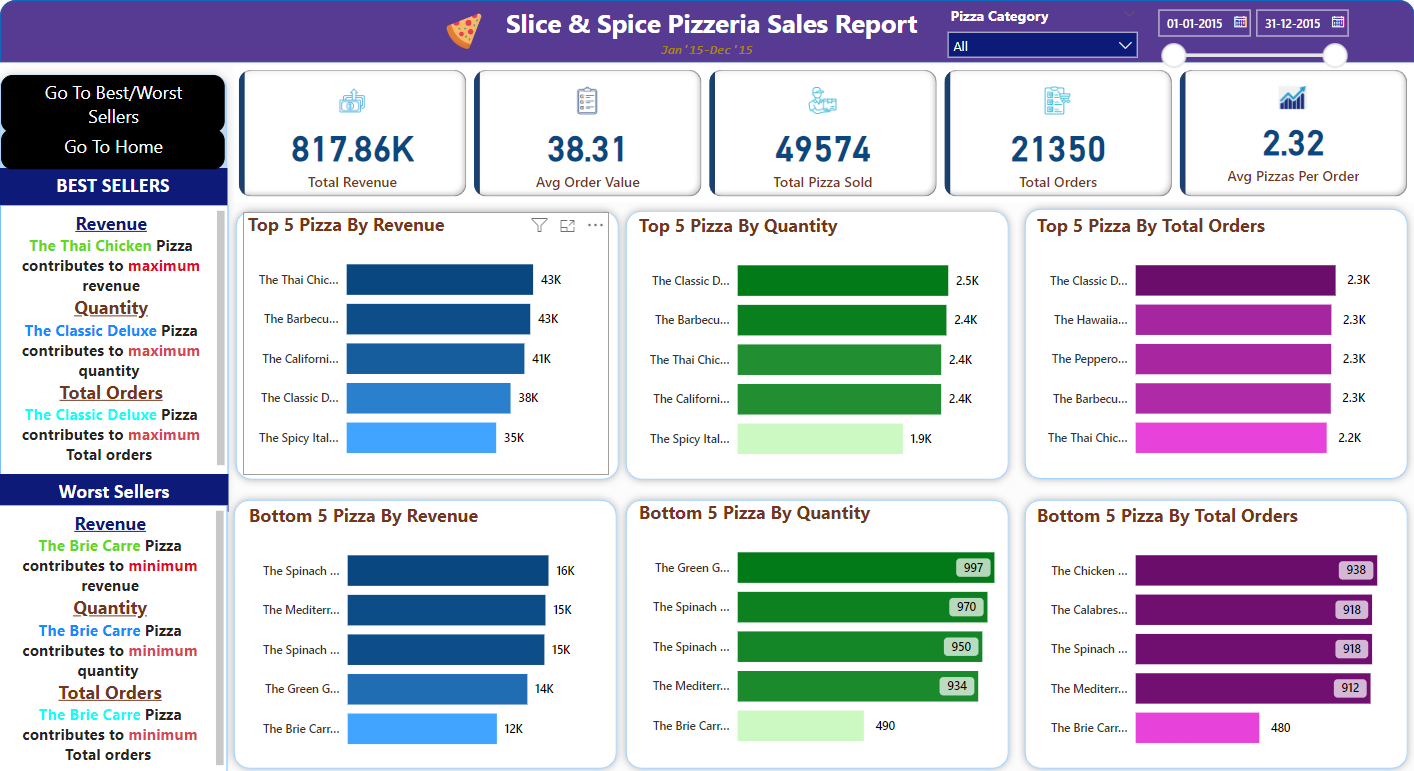 Slice & Spice Pizzeria Sales Report
Jan '15-Dec '15
Pizza Category
All
01-01-2015
31-12-2015
Go To Best/Worst
Sellers
Go To Home
BEST SELLERS
Revenue
The Thai Chicken Pizza
contributes to maximum
revenue
Quantity
The Classic Deluxe Pizza
contributes to maximum
quantity
Total Orders
The Classic Deluxe Pizza
contributes to maximum
Total orders
Worst Sellers
Revenue
The Brie Carre Pizza
contributes to minimum
revenue
Quantity
The Brie Carre Pizza
contributes to minimum
quantity
Total Orders
The Brie Carre Pizza
contributes to minimum
Total orders
817.86K
Total Revenue
38.31
Avg Order Value
49574
Total Pizza Sold
21350
Total Orders
2.32
Avg Pizzas Per Order
Top 5 Pizza By Revenue
The Thai Chic... 43K
The Barbecu... 43K
The Californi... 41K
The Classic D... 38K
The Spicy Ital... 35K
Top 5 Pizza By Quantity
The Classic D... 2.5K
The Barbecu... 2.4K
The Thai Chic... 2.4K
The Californi... 2.4K
The Spicy Ital... 1.9K
Top 5 Pizza By Total Orders
The Classic D... 2.3K
The Hawaiia... 2.3K
The Peppero... 2.3K
The Barbecu... 2.3K
The Thai Chic... 2.2K
Bottom 5 Pizza By Revenue
The Spinach ... 16K
The Mediterr... 15K
The Spinach ... 15K
The Green G... 14K
The Brie Carr... 12K
Bottom 5 Pizza By Quantity
The Green G... 997
The Spinach ... 970
The Spinach ... 950
The Mediterr... 934
The Brie Carr... 490
Bottom 5 Pizza By Total Orders
The Chicken ... 938
The Calabres... 918
The Spinach ... 918
The Mediterr... 912
The Brie Carr... 480